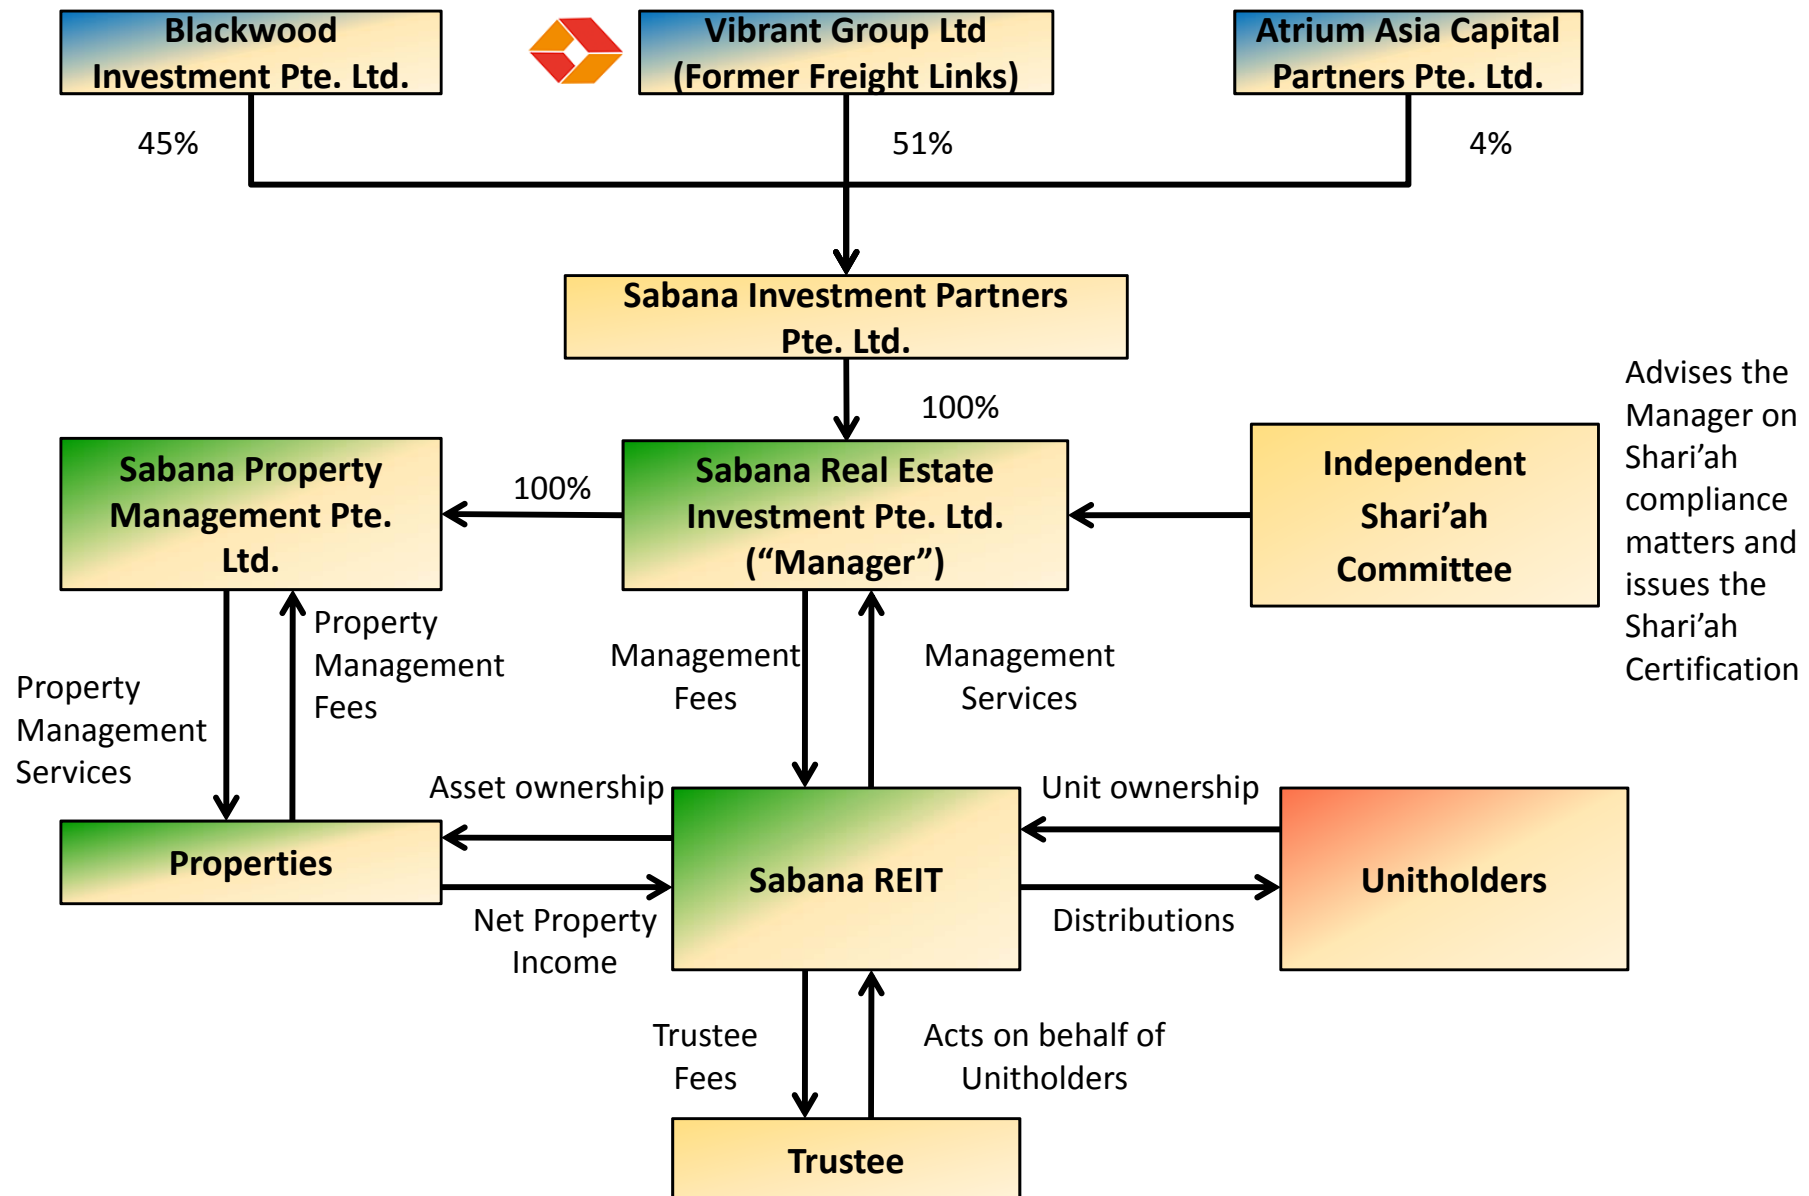 Blackwood
Investment Pte. Ltd.
Vibrant Group Ltd
(Former Freight Links)
Atrium Asia Capital
Partners Pte. Ltd.
45%
51%
4%
Sabana Investment Partners
Pte. Ltd.
100%
Sabana Property
Management Pte.
Ltd.
100%
Sabana Real Estate
Investment Pte. Ltd.
(“Manager”)
Independent
Shari’ah
Committee
Advises the
Manager on
Shari’ah
compliance
matters and
issues the
Shari’ah
Certification
Property
Management
Services
Property
Management
Fees
Management
Fees
Management
Services
Asset ownership
Unit ownership
Properties
Sabana REIT
Unitholders
Net Property
Income
Distributions
Trustee
Fees
Acts on behalf of
Unitholders
Trustee